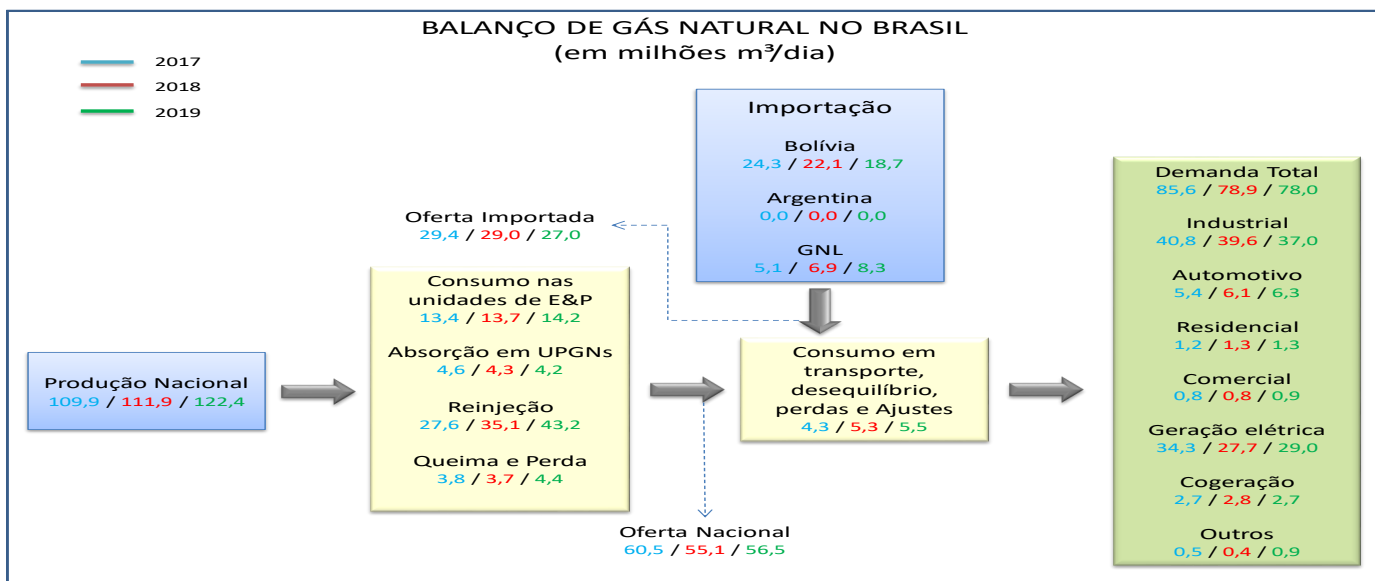 BALANÇO DE GÁS NATURAL NO BRASIL
(em milhões m³/dia)
2017
2018
2019
Importação
Bolívia
24,3 / 22,1 / 18,7
Argentina
0,0 / 0,0 / 0,0
GNL
5,1 / 6,9 / 8,3
Oferta Importada
29,4 / 29,0 / 27,0
Produção Nacional
109,9 / 111,9 / 122,4
Consumo nas
unidades de E&P
13,4 / 13,7 / 14,2
Absorção em UPGNs
4,6 / 4,3 / 4,2
Reinjeção
27,6 / 35,1 / 43,2
Queima e Perda
3,8 / 3,7 / 4,4
Oferta Nacional
60,5 / 55,1 / 56,5
Consumo em
transporte,
desequilíbrio,
perdas e Ajustes
4,3 / 5,3 / 5,5
Demanda Total
85,6 / 78,9 / 78,0
Industrial
40,8 / 39,6 / 37,0
Automotivo
5,4 / 6,1 / 6,3
Residencial
1,2 / 1,3 / 1,3
Comercial
0,8 / 0,8 / 0,9
Geração elétrica
34,3 / 27,7 / 29,0
Cogeração
2,7 / 2,8 / 2,7
Outros
0,5 / 0,4 / 0,9